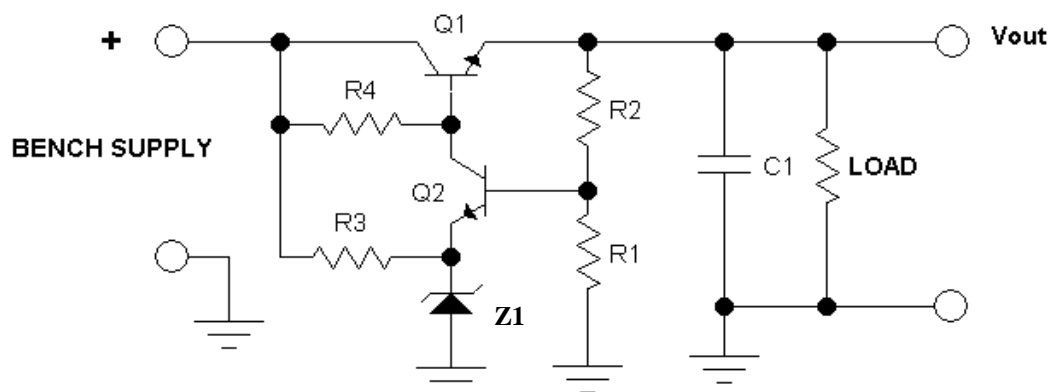 Q1
+
Vout
R4
R2
BENCH SUPPLY
C1
LOAD
Q2
R3
R1
Z1